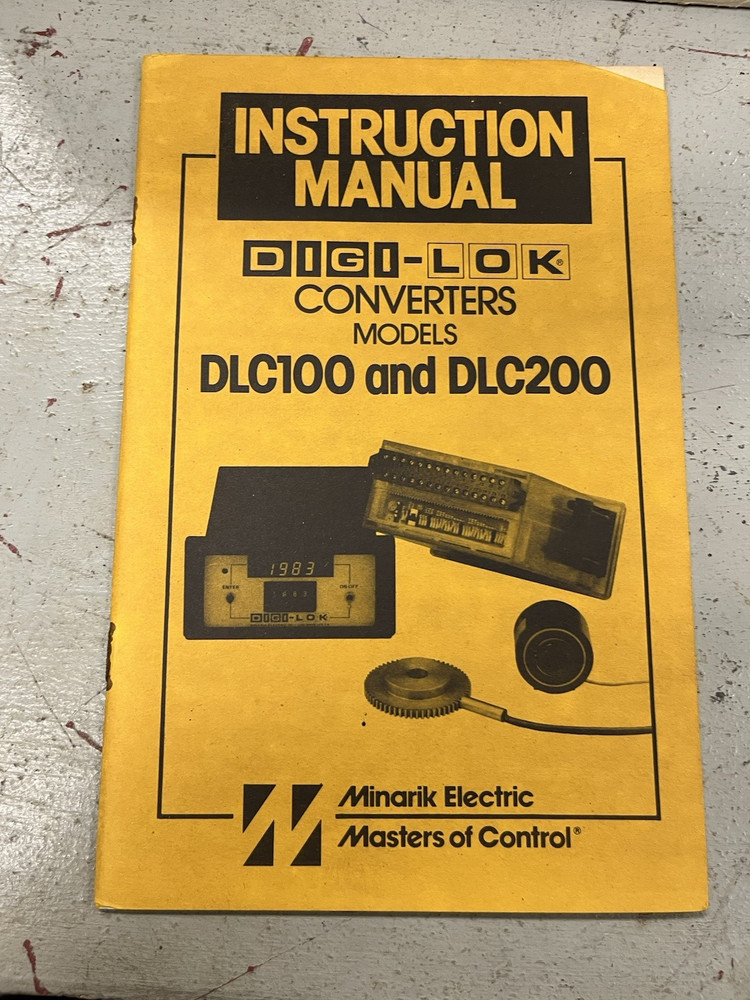 INSTRUCTION
MANUAL
DIGI-LOK®
CONVERTERS
MODELS
DLC100 and DLC200
1983
ENTER
ON/OFF
DIGI-LOK
Minarik Electric
Masters of Control®